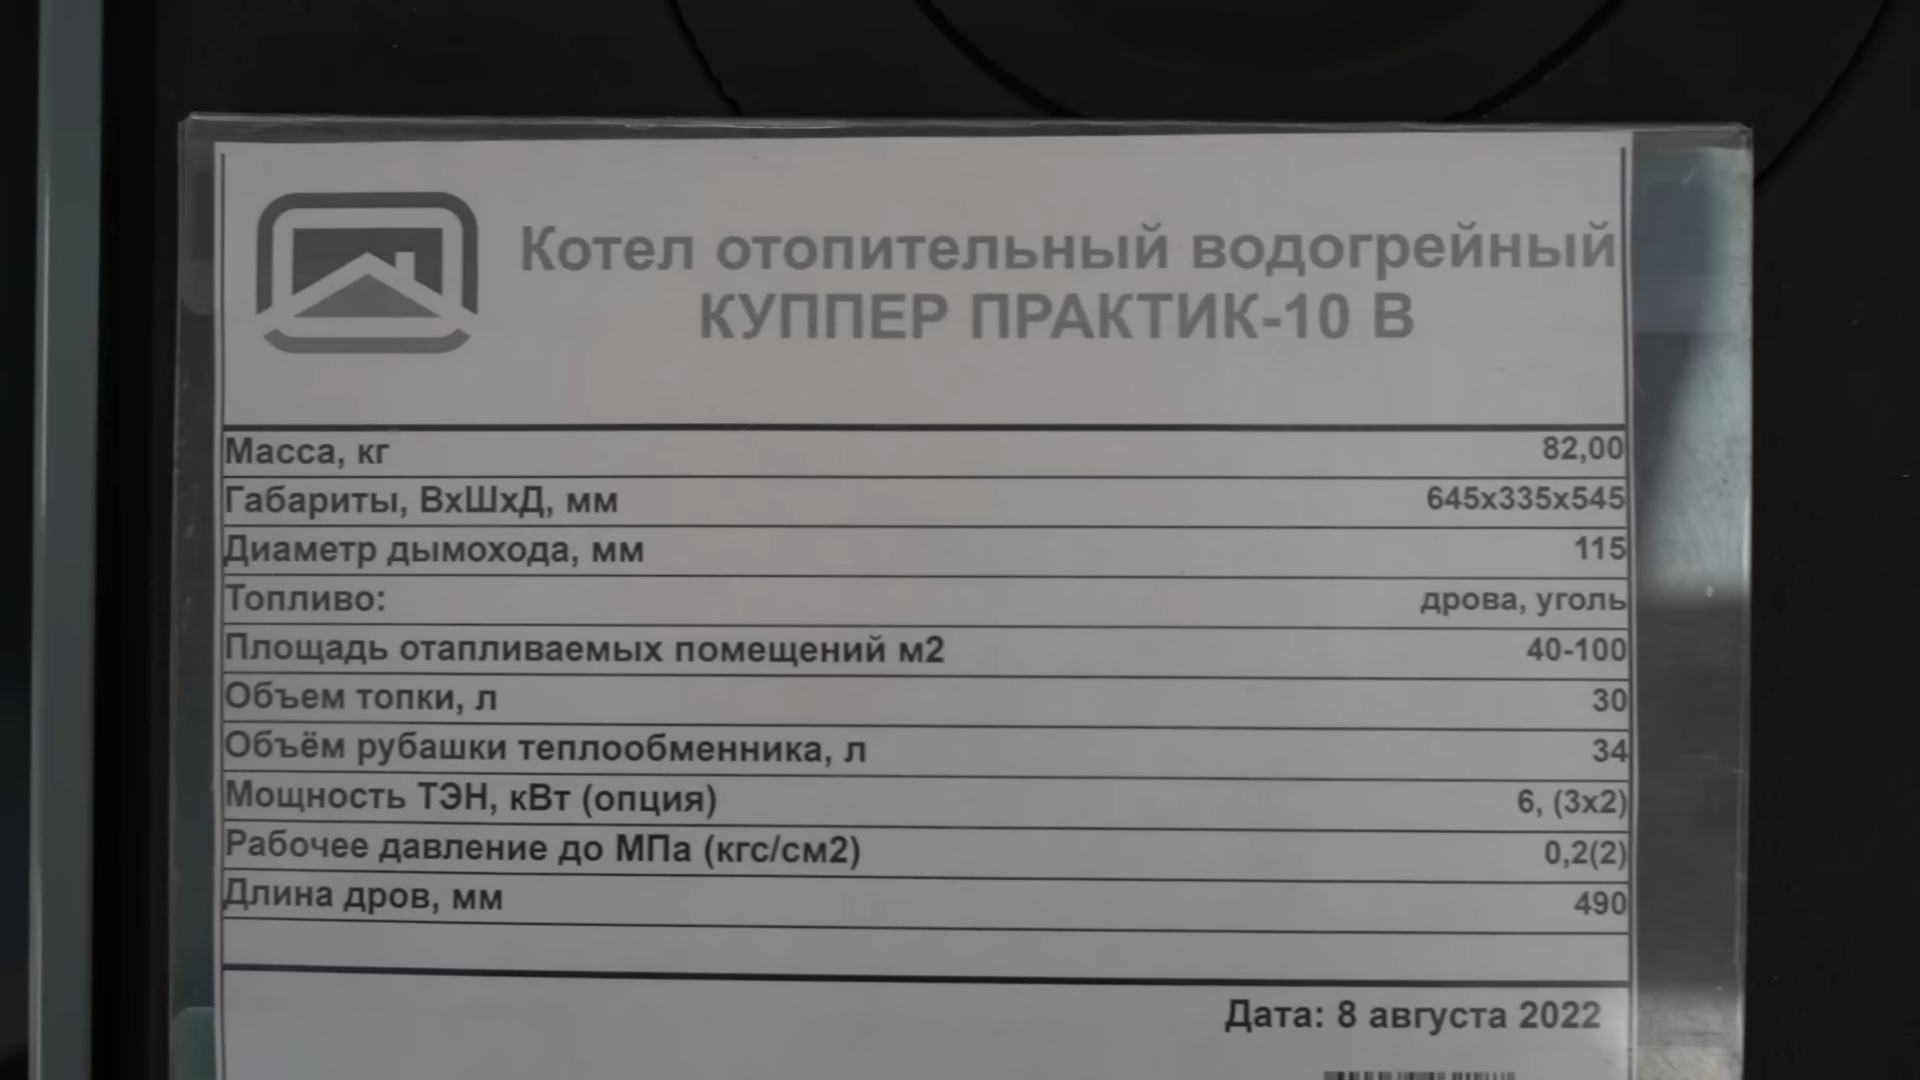 Котел отопительный водогрейный
КУППЕР ПРАКТИК-10 В
Масса, кг 82,00
Габариты, ВхШхД, мм 645х335х545
Диаметр дымохода, мм 115
Топливо: дрова, уголь
Площадь отапливаемых помещений м2 40-100
Объем топки, л 30
Объём рубашки теплообменника, л 34
Мощность ТЭН, кВт (опция) 6, (3х2)
Рабочее давление до МПа (кгс/см2) 0,2(2)
Длина дров, мм 490
Дата: 8 августа 2022